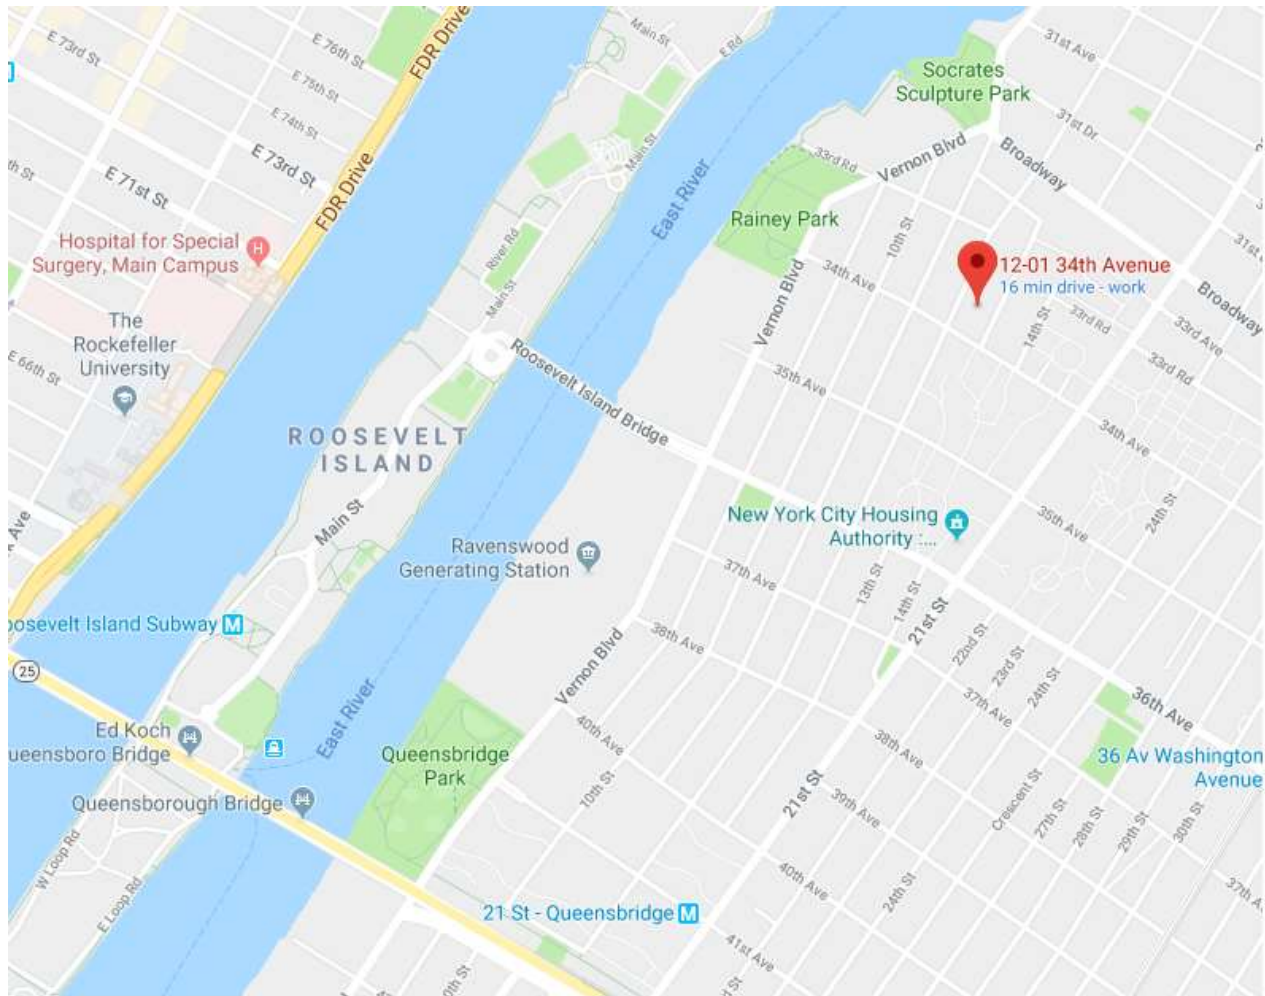 E 73rd St
E 76th St
FDR Drive
Main St
E Rd
31st Ave
Socrates
Sculpture Park
E 75th St
E 74th St
E 73rd St
31st Dr
Broadway
Vernon Blvd
33rd Rd
Main St
E 71st St
FDR Drive
East River
Rainey Park
10th St
Hospital for Special
Surgery, Main Campus
H
River Rd
34th Ave
12-01 34th Avenue
16 min drive - work
31st
Broadway
Main St
Vernon Blvd
14th St
33rd Rd
33rd Ave
33rd Rd
The
Rockefeller
University
E 66th St
Roosevelt Island Bridge
35th Ave
34th Ave
ROOSEVELT
ISLAND
Main St
New York City Housing
Authority :...
35th Ave
24th St
Ave
Ravenswood
Generating Station
37th Ave
13th St
14th St
21st St
oosevelt Island Subway M
38th Ave
22nd St
23rd St
24th St
25
Vernon Blvd
37th Ave
36th Ave
East River
Ed Koch
ueensboro Bridge
Queensbridge
Park
40th Ave
38th Ave
36 Av Washington
Avenue
Queensborough Bridge
10th St
21st St
39th Ave
Crescent St
27th St
28th St
29th St
30th St
W Loop Rd
E Loop Rd
40th Ave
24th St
37th A
21 St - Queensbridge M
41st Ave
0th St